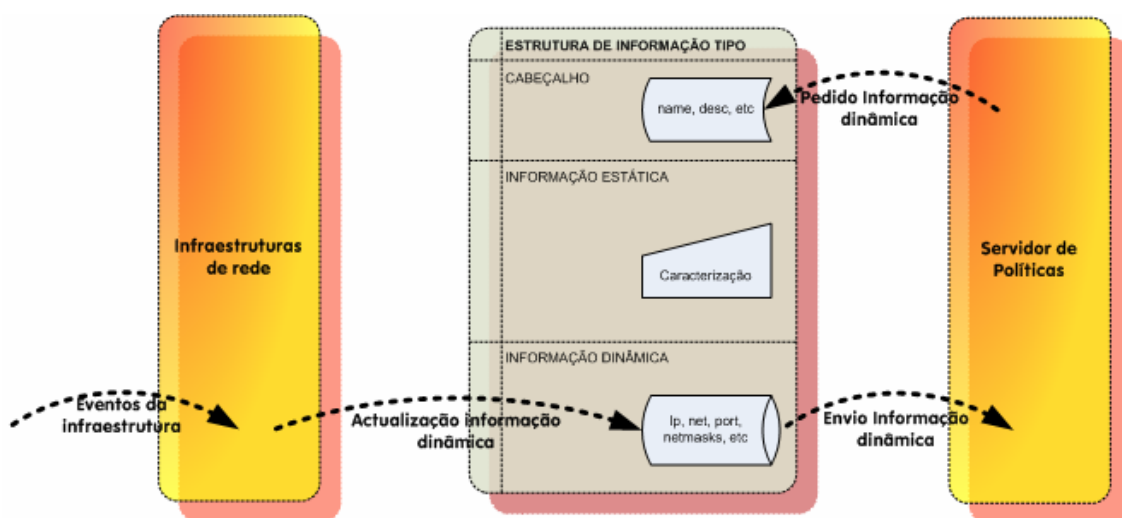 ESTRUTURA DE INFORMAÇÃO TIPO
CABEÇALHO
name, desc, etc
Pedido Informação
dinâmica
INFORMAÇÃO ESTÁTICA
Infraestruturas
de rede
Caracterização
Servidor de
Políticas
INFORMAÇÃO DINÂMICA
Eventos da
infraestrutura
Actualização informação
dinâmica
Ip, net, port,
netmasks, etc
Envio Informação
dinâmica